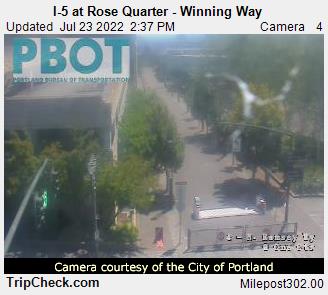 I-5 at Rose Quarter - Winning Way
Updated Jul 23 2022 2:37 PM Camera 4
PBOT
PORTLAND BUREAU OF TRANSPORTATION
Camera courtesy of the City of Portland
TripCheck.com Milepost302.00